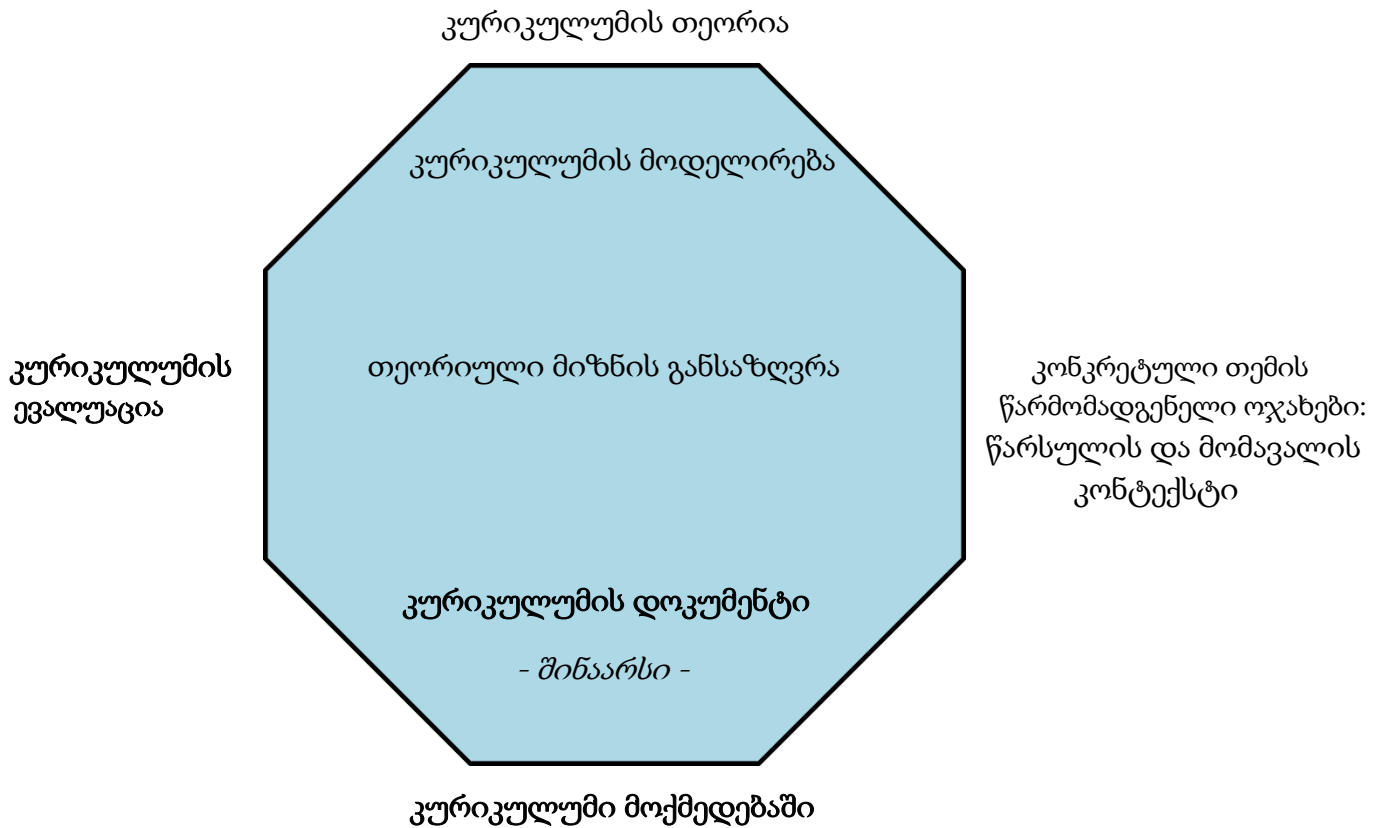 კურიკულუმის თეორია
კურიკულუმის მოდელირება
კურიკულუმის
ევალუაცია
თეორიული მიზნის განსაზღვრა
კონკრეტული თემის
წარმომადგენელი ოჯახები:
წარსულის და მომავალის
კონტექსტი
კურიკულუმის დოკუმენტი
- შინაარსი -
კურიკულუმი მოქმედებაში